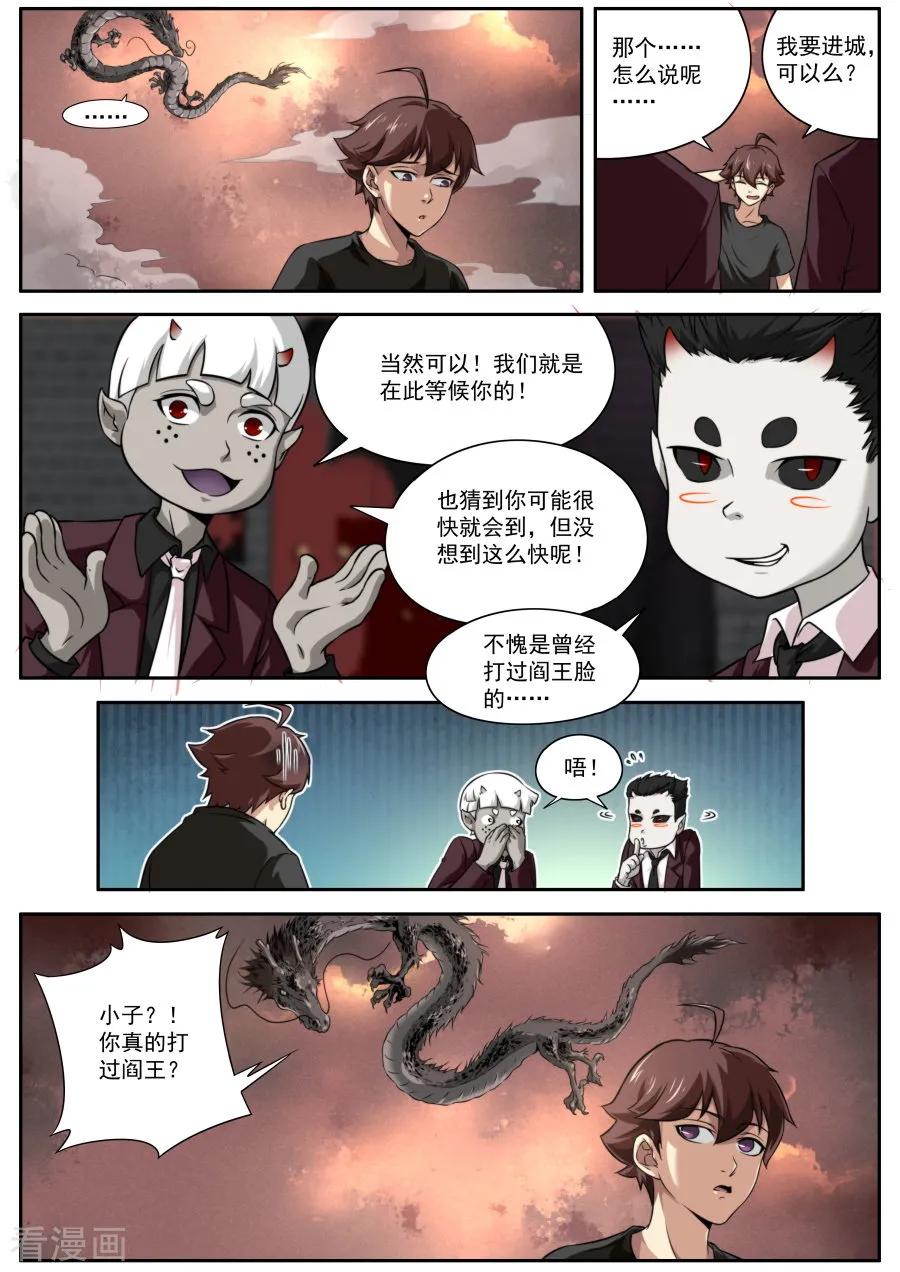 ……
那个……
怎么说呢
……
我要进城，
可以么？
当然可以！我们就是
在此等候你的！
也猜到你可能很
快就会到，但没
想到这么快呢！
不愧是曾经
打过阎王脸
的……
唔！
小子？！
你真的打
过阎王？
看漫画